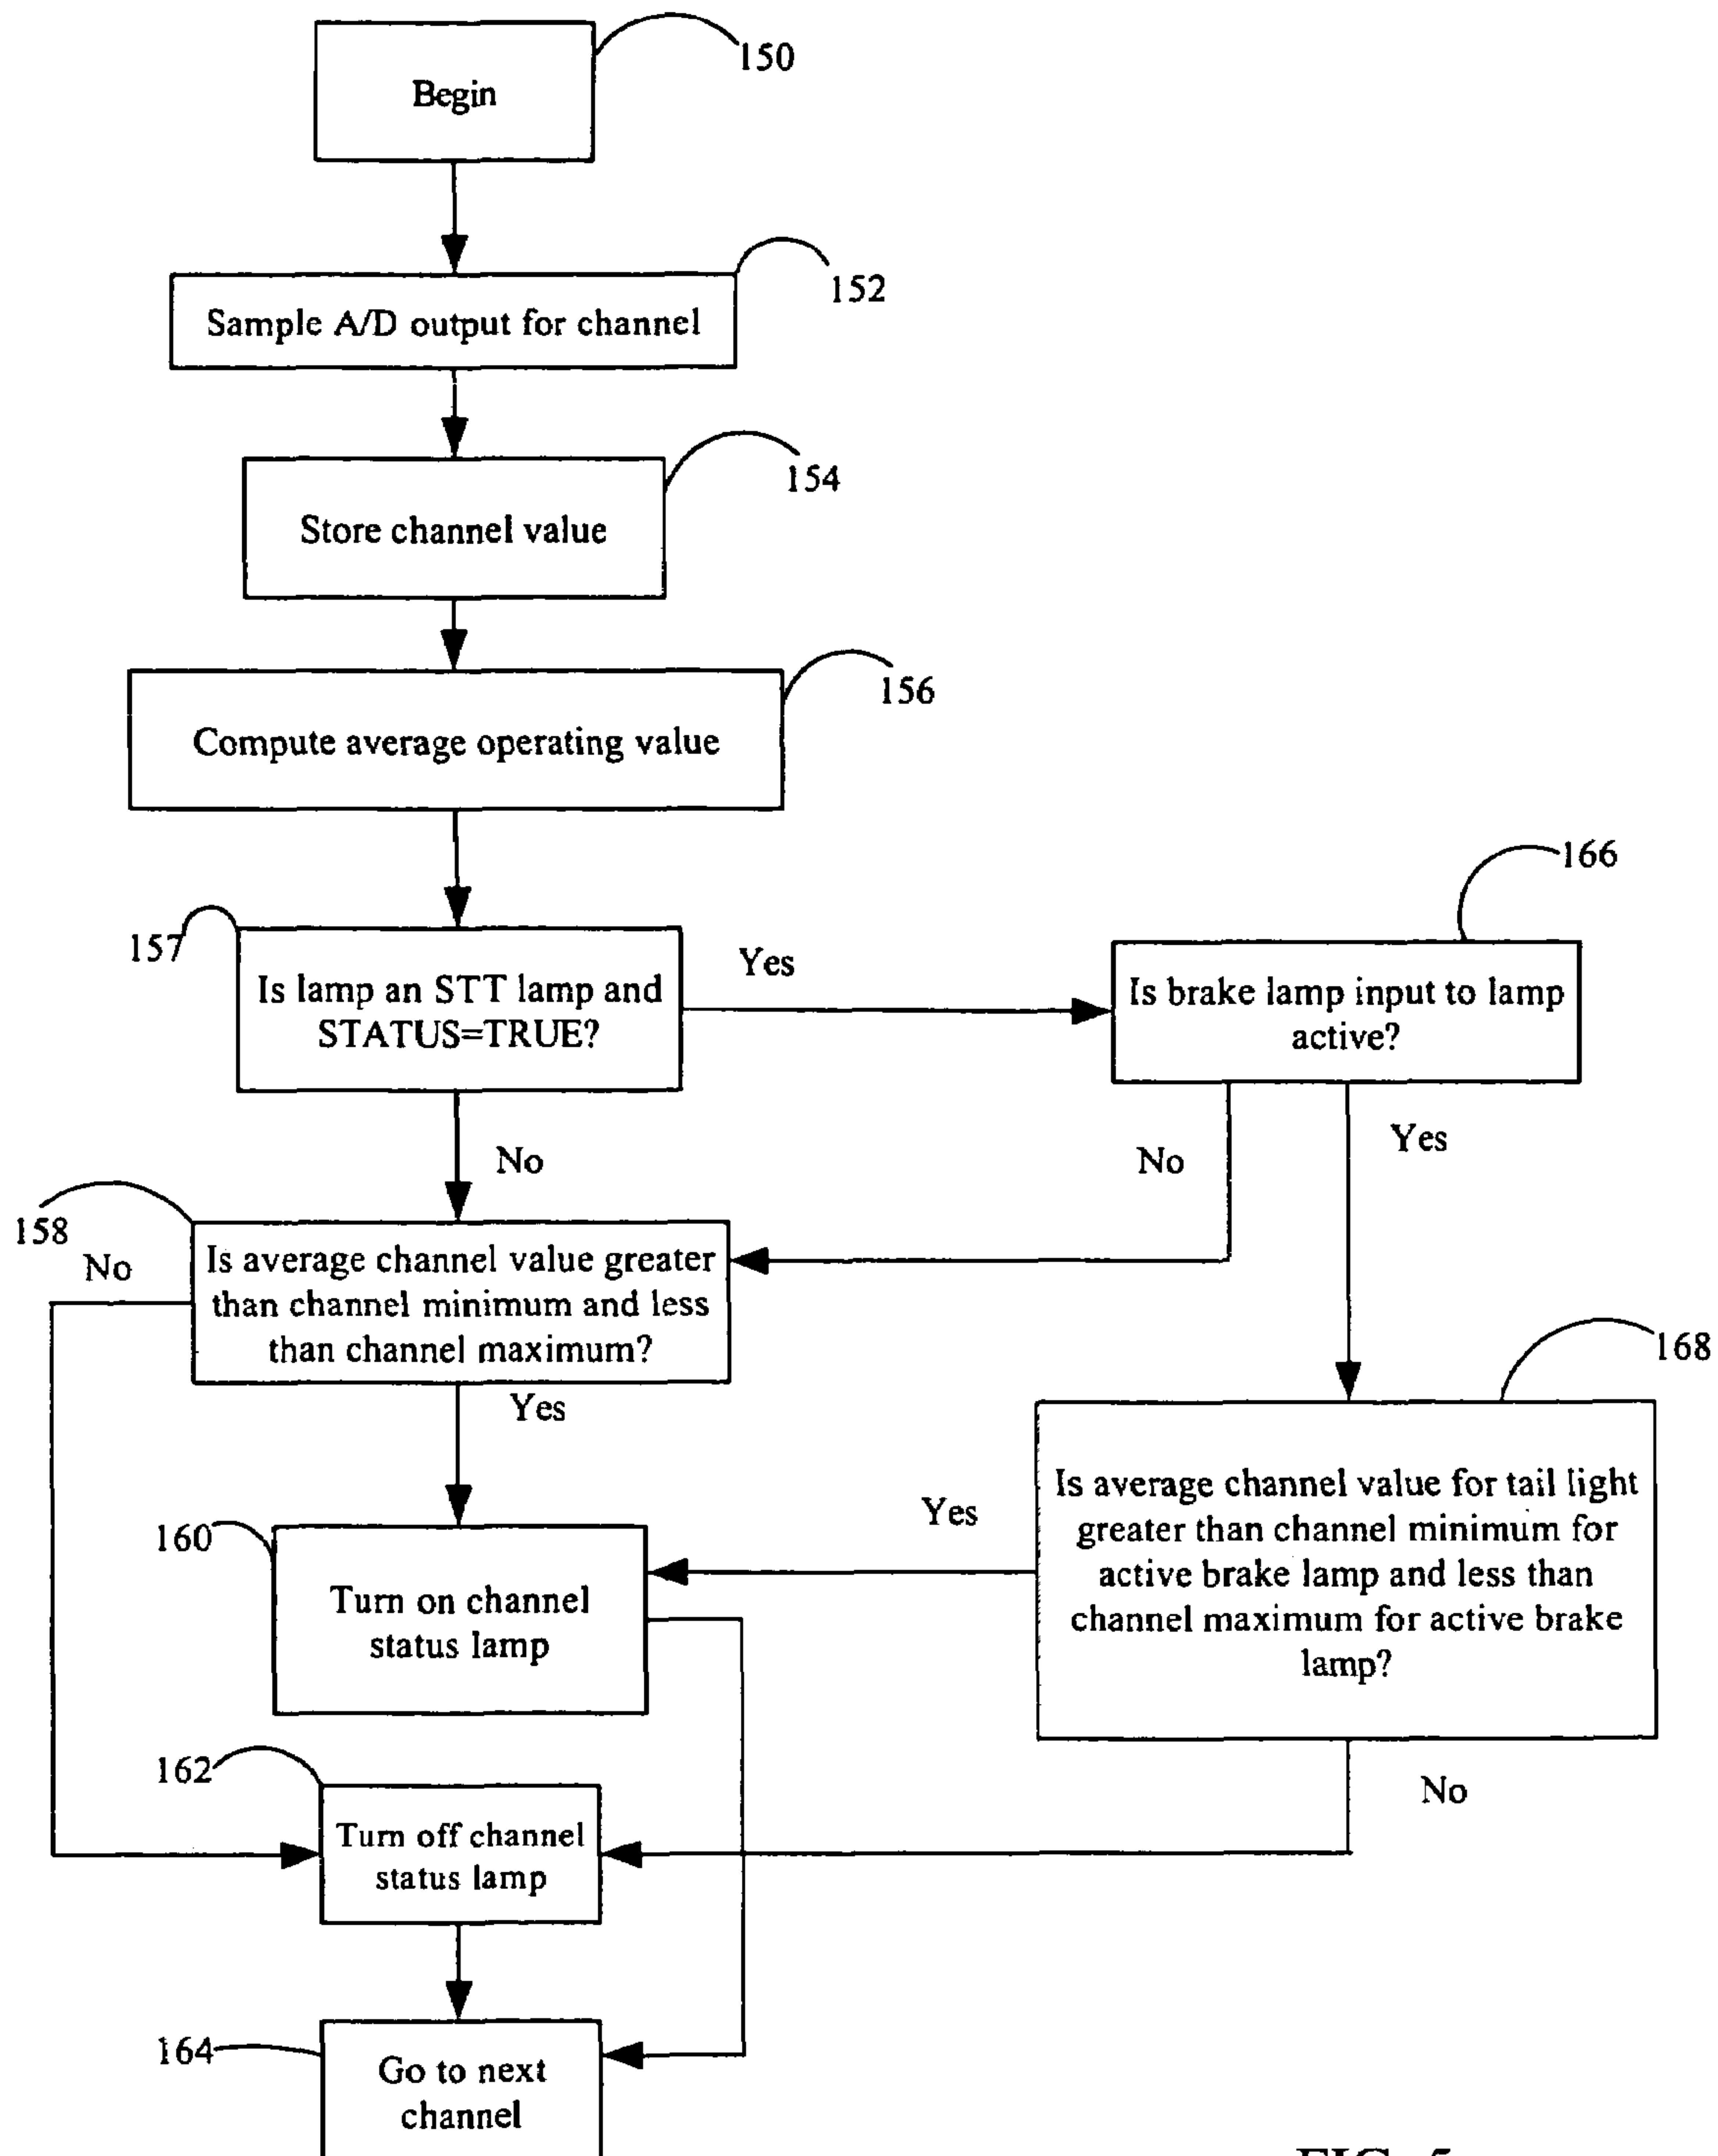 150
Begin
152
Sample A/D output for channel
154
Store channel value
156
Compute average operating value
166
157
Is lamp an STT lamp and
STATUS=TRUE?
Yes
Is brake lamp input to lamp
active?
No
No
Yes
158
No
Is average channel value greater
than channel minimum and less
than channel maximum?
168
Yes
Is average channel value for tail light
greater than channel minimum for
active brake lamp and less than
channel maximum for active brake
lamp?
Yes
160
Turn on channel
status lamp
162
Turn off channel
status lamp
No
164
Go to next
channel